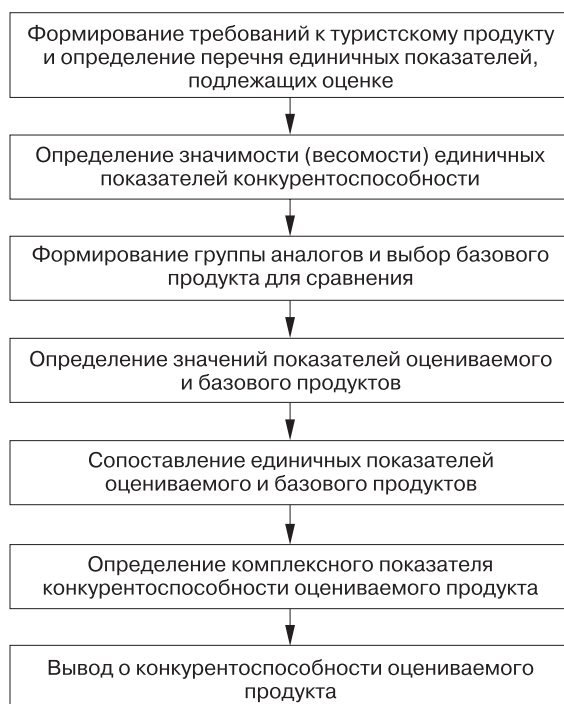 Формирование требований к туристскому продукту
и определение перечня единичных показателей,
подлежащих оценке
Определение значимости (весомости) единичных
показателей конкурентоспособности
Формирование группы аналогов и выбор базового
продукта для сравнения
Определение значений показателей оцениваемого
и базового продуктов
Сопоставление единичных показателей
оцениваемого и базового продуктов
Определение комплексного показателя
конкурентоспособности оцениваемого продукта
Вывод о конкурентоспособности оцениваемого
продукта